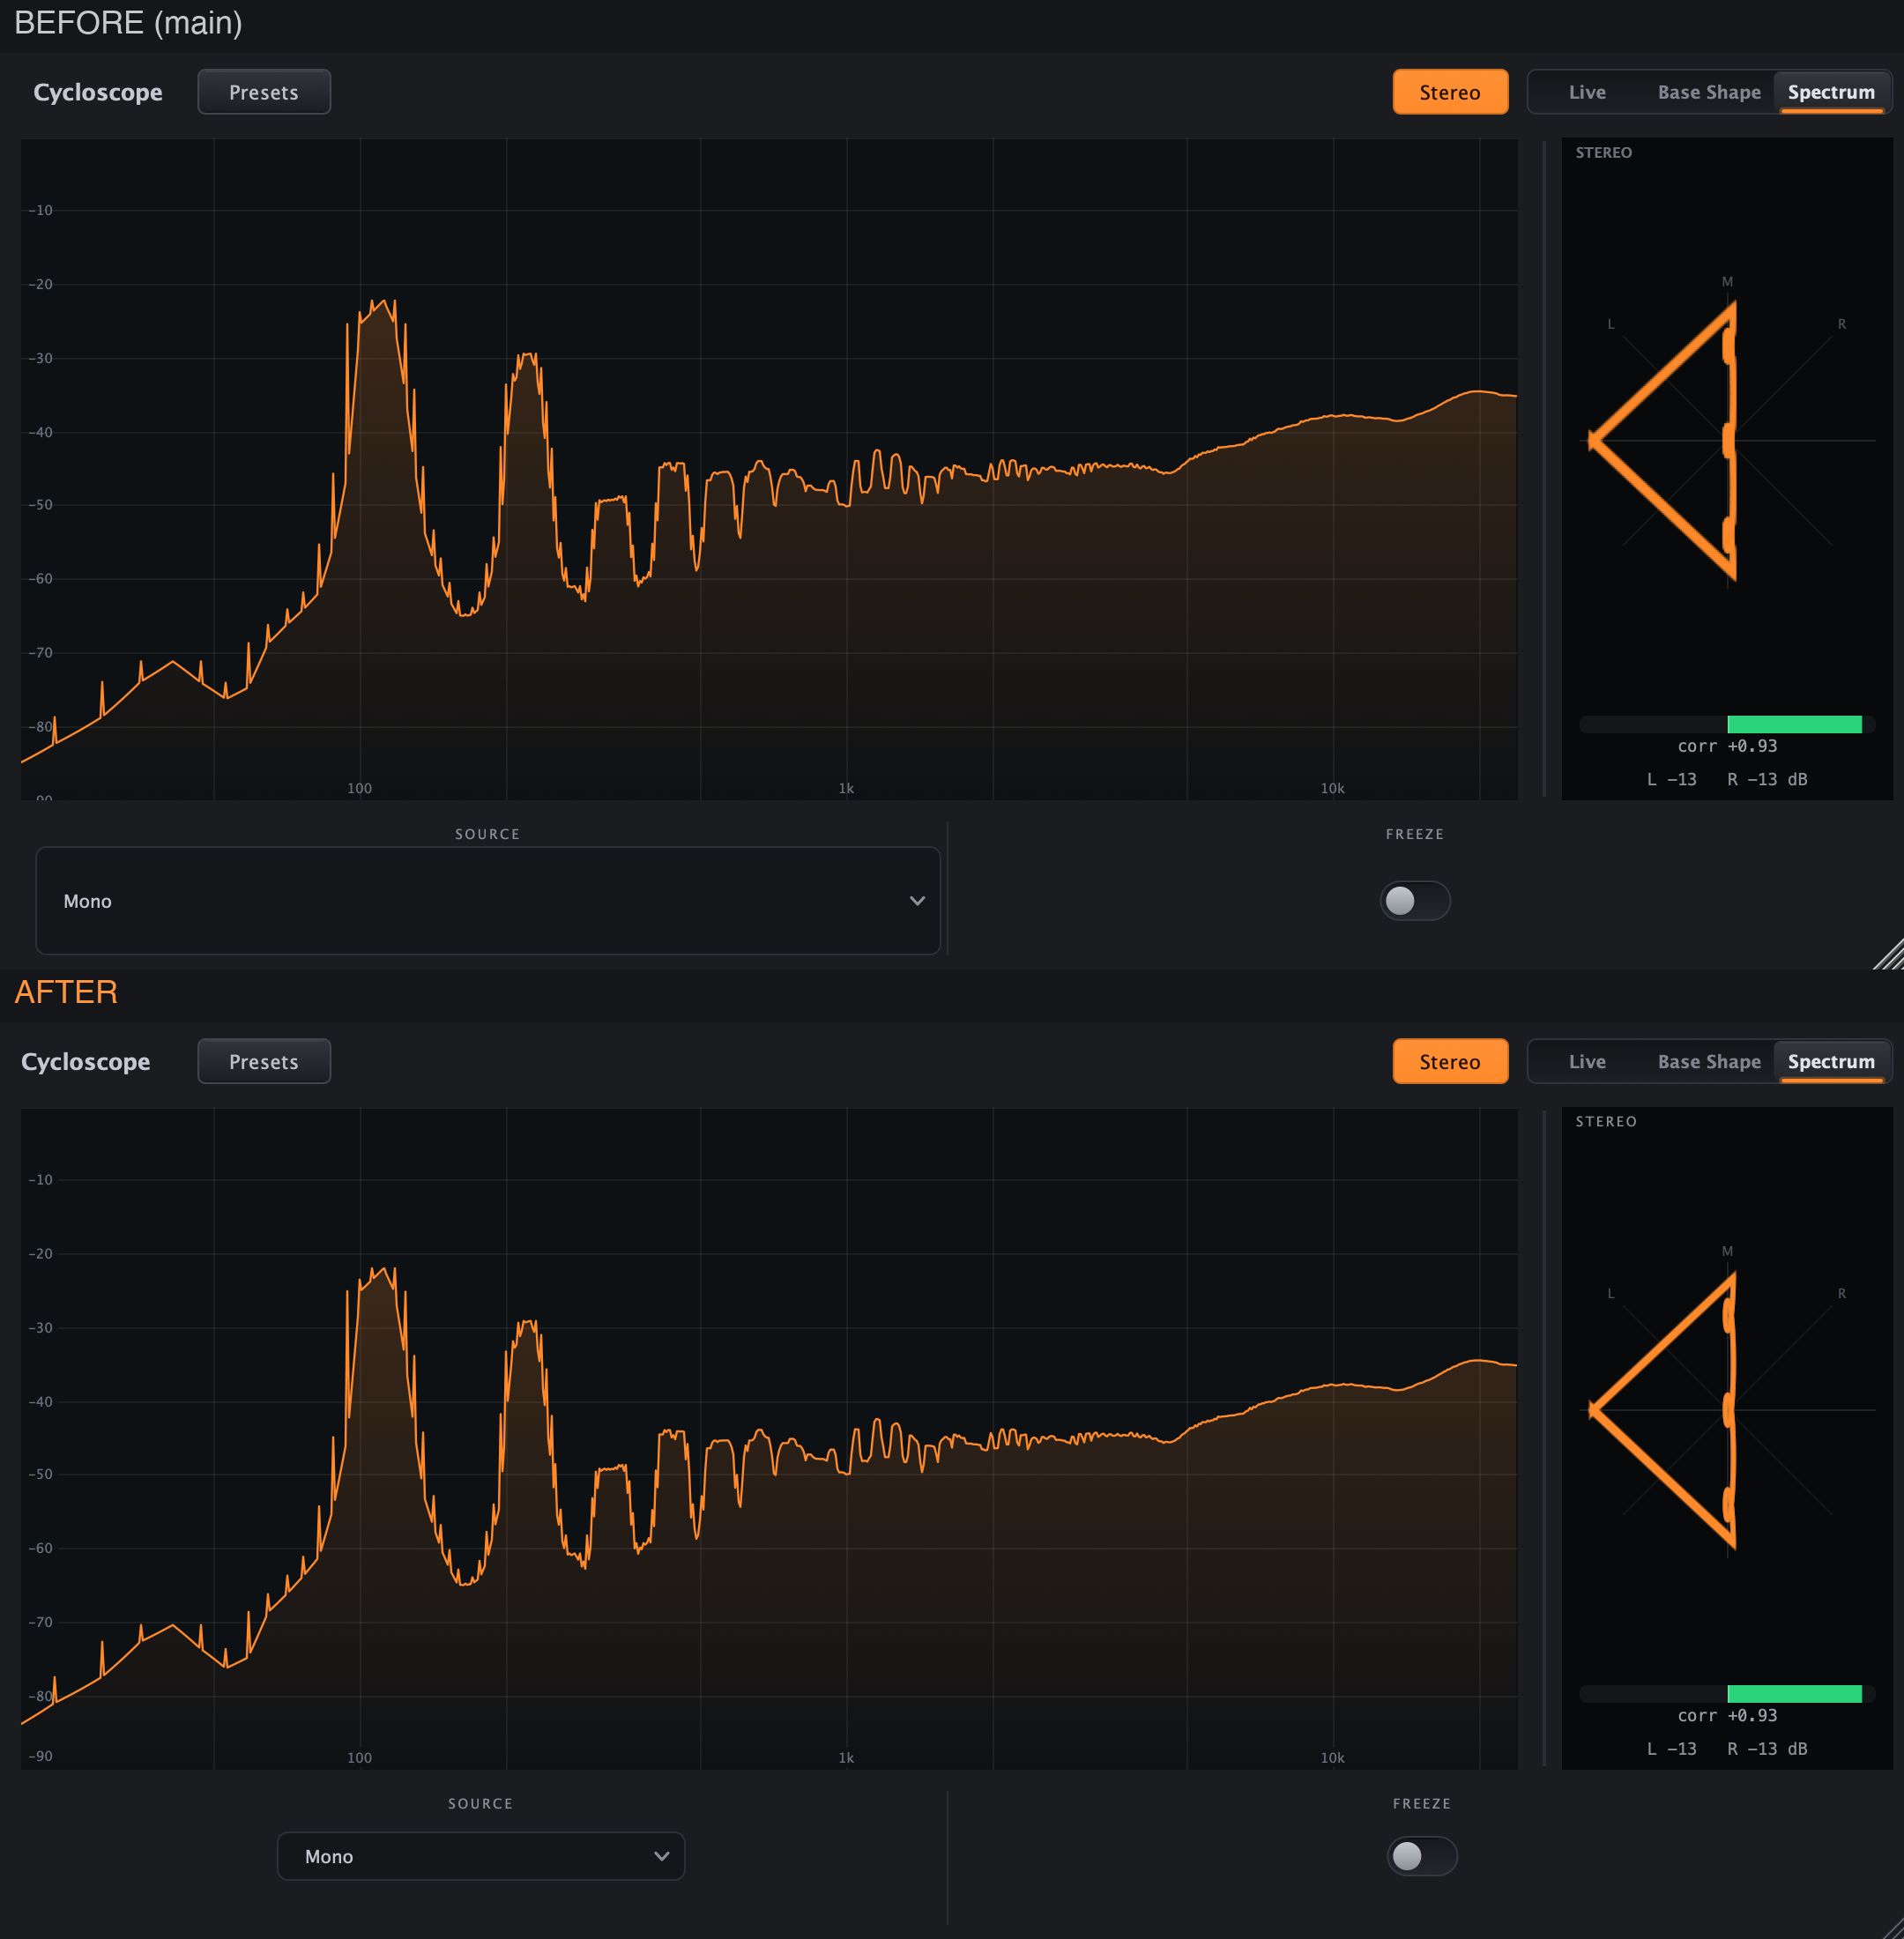 BEFORE (main)
Cycloscope Presets Stereo Live Base Shape Spectrum
STEREO
-10
M
-20
L R
-30
-40
-50
-60
-70
-80
corr +0.93
L -13 R -13 dB
100 1k 10k
-90
SOURCE FREEZE
Mono
AFTER
Cycloscope Presets Stereo Live Base Shape Spectrum
STEREO
-10
M
-20
L R
-30
-40
-50
-60
-70
-80
corr +0.93
L -13 R -13 dB
-90 100 1k 10k
SOURCE FREEZE
Mono